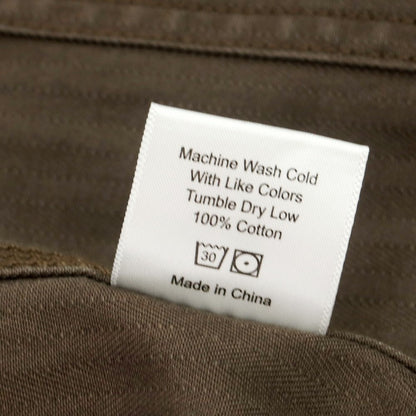 Machine Wash Cold
With Like Colors
Tumble Dry Low
100% Cotton
30
Made in China